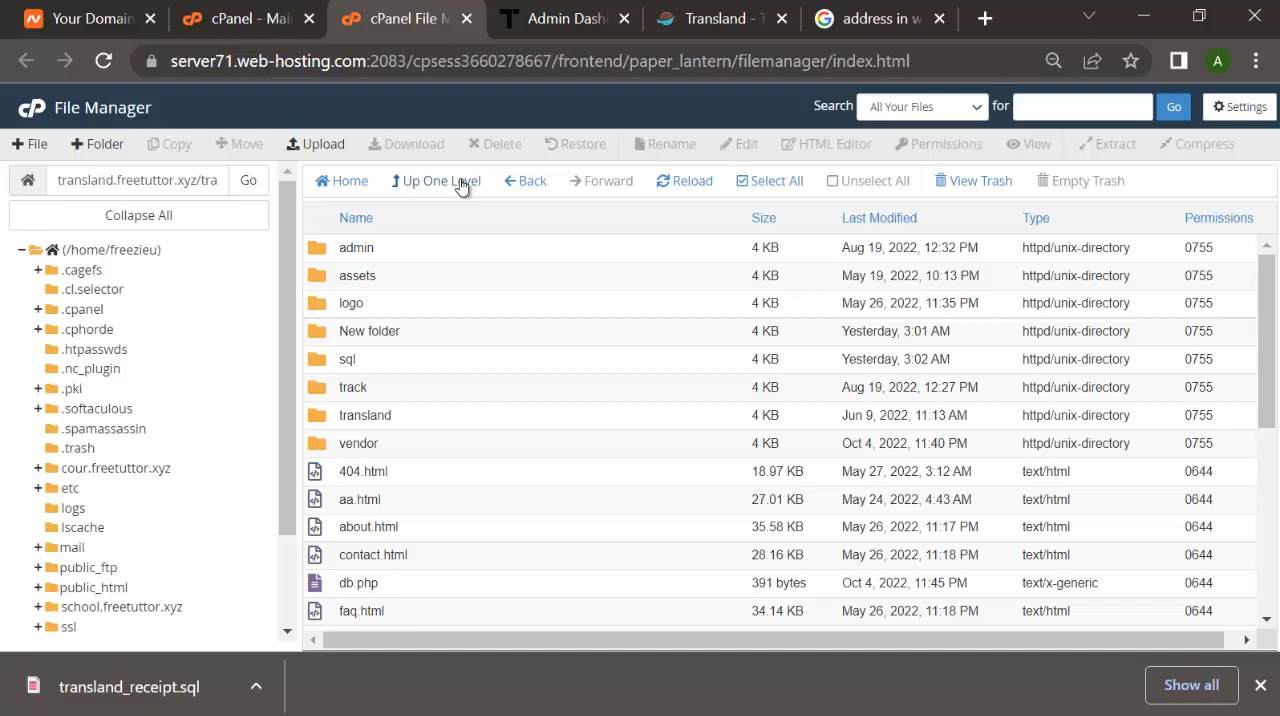 Your Domain
cPanel - Mai
cPanel File M
Admin Dash
Transland - T
address in w
server71.web-hosting.com:2083/cpsess3660278667/frontend/paper_lantern/filemanager/index.html
A
cP File Manager
Search All Your Files for Go Settings
File Folder Copy Move Upload Download Delete Restore Rename Edit HTML Editor Permissions View Extract Compress
transland.freetuttor.xyz/tra Go
Home Up One Level Back Forward Reload Select All Unselect All View Trash Empty Trash
Collapse All
(/home/freezieu)
.cagefs
.cl.selector
.cpanel
.cphorde
.htpasswds
.nc_plugin
.pki
.softaculous
.spamassassin
.trash
cour.freetuttor.xyz
etc
logs
lscache
mail
public_ftp
public_html
school.freetuttor.xyz
ssl
Name Size Last Modified Type Permissions
admin 4 KB Aug 19, 2022, 12:32 PM httpd/unix-directory 0755
assets 4 KB May 19, 2022, 10:13 PM httpd/unix-directory 0755
logo 4 KB May 26, 2022, 11:35 PM httpd/unix-directory 0755
New folder 4 KB Yesterday, 3:01 AM httpd/unix-directory 0755
sql 4 KB Yesterday, 3:02 AM httpd/unix-directory 0755
track 4 KB Aug 19, 2022, 12:27 PM httpd/unix-directory 0755
transland 4 KB Jun 9, 2022, 11:13 AM httpd/unix-directory 0755
vendor 4 KB Oct 4, 2022, 11:40 PM httpd/unix-directory 0755
404.html 18.97 KB May 27, 2022, 3:12 AM text/html 0644
aa.html 27.01 KB May 24, 2022, 4:43 AM text/html 0644
about.html 35.58 KB May 26, 2022, 11:17 PM text/html 0644
contact.html 28.16 KB May 26, 2022, 11:18 PM text/html 0644
db.php 391 bytes Oct 4, 2022, 11:45 PM text/x-generic 0644
faq.html 34.14 KB May 26, 2022, 11:18 PM text/html 0644
transland_receipt.sql
Show all